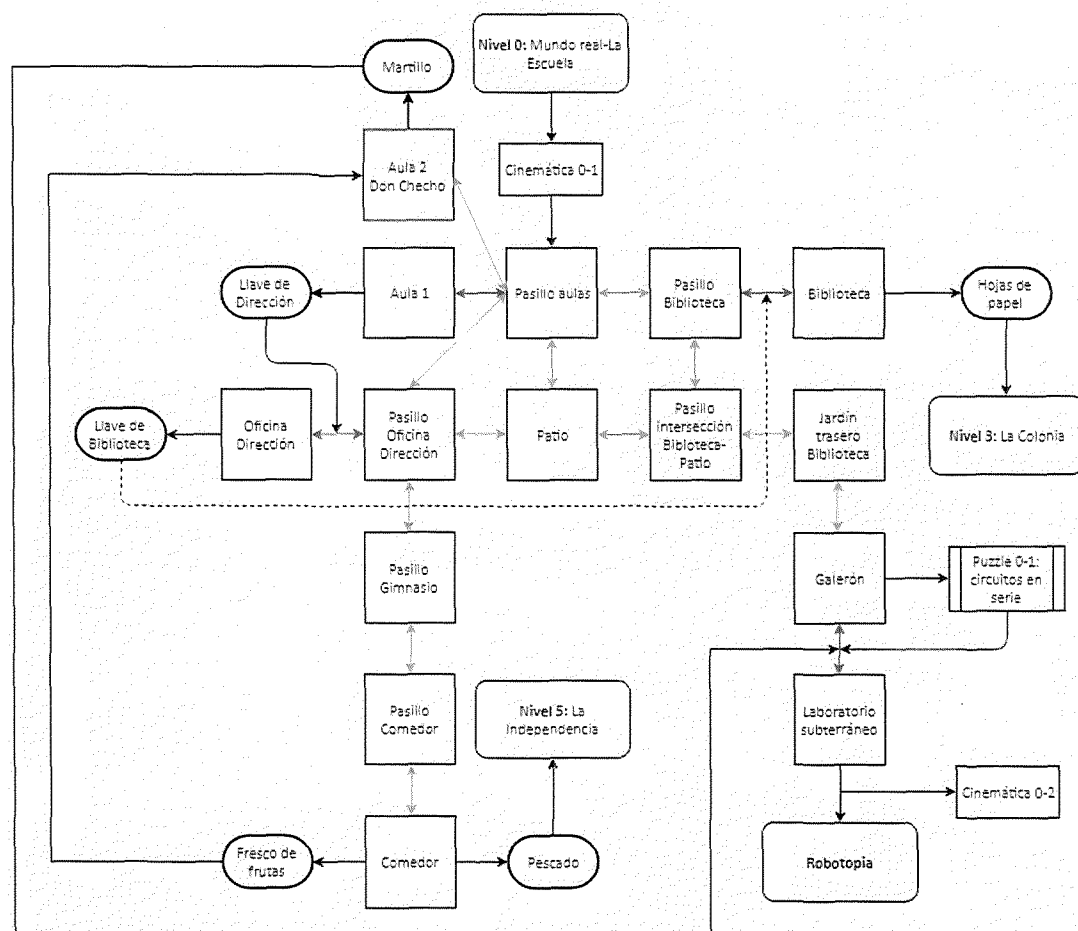 Nivel 0: Mundo real-La
Escuela
Martillo
Aula 2
Don Checho
Cinemática 0-1
Llave de
Dirección
Aula 1
Pasillo aulas
Pasillo
Biblioteca
Biblioteca
Hojas de
papel
Llave de
Biblioteca
Oficina
Dirección
Pasillo
Oficina
Dirección
Patio
Pasillo
intersección
Bibloteca-
Patio
Jardín
trasero
Biblioteca
Nivel 3: La Colonia
Pasillo
Gimnasio
Galerón
Puzzle 0-1:
circuitos en
serie
Pasillo
Comedor
Nivel 5: La
Independencia
Laboratorio
subterráneo
Cinemática 0-2
Fresco de
frutas
Comedor
Pescado
Robotopia